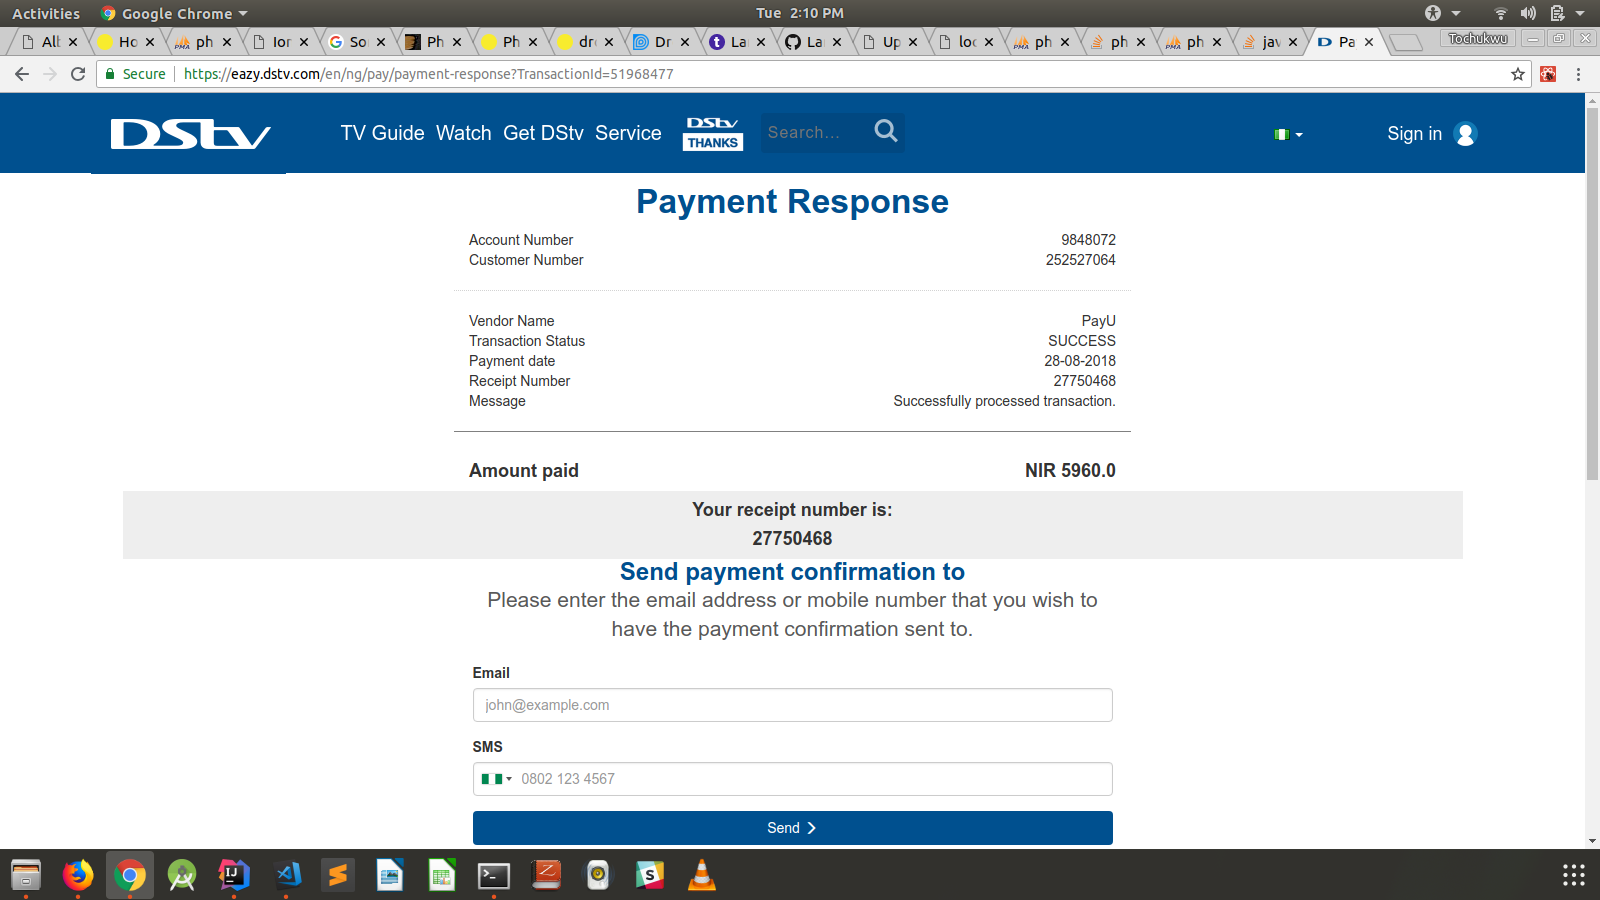 Activities Google Chrome Tue 2:10 PM
Alt Ho ph Ior So Ph Ph dr Dr La La Up loc ph ph ph jav Pa Tochukwu
Secure https://eazy.dstv.com/en/ng/pay/payment-response?TransactionId=51968477
DStv TV Guide Watch Get DStv Service DStv THANKS Search... Sign in
Payment Response
Account Number 9848072
Customer Number 252527064
Vendor Name PayU
Transaction Status SUCCESS
Payment date 28-08-2018
Receipt Number 27750468
Message Successfully processed transaction.
Amount paid NIR 5960.0
Your receipt number is:
27750468
Send payment confirmation to
Please enter the email address or mobile number that you wish to
have the payment confirmation sent to.
Email
john@example.com
SMS
0802 123 4567
Send